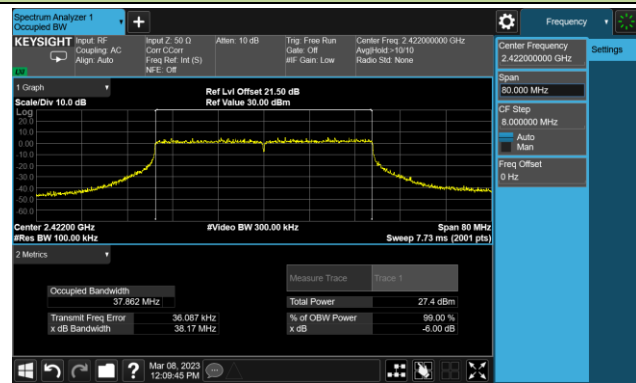 Spectrum Analyzer 1
Occupied BW
Frequency
KEYSIGHT
Input: RF
Coupling: AC
Align: Auto
Input Z: 50 Ω
Corr CCorr
Freq Ref: Int (S)
NFE: Off
Atten: 10 dB
Trig: Free Run
Gate: Off
#IF Gain: Low
Center Freq: 2.422000000 GHz
Avg|Hold:>10/10
Radio Std: None
Center Frequency
2.422000000 GHz
Settings
Span
80.000 MHz
CF Step
8.000000 MHz
Auto
Man
Freq Offset
0 Hz
1 Graph
Scale/Div 10.0 dB
Ref Lvl Offset 21.50 dB
Ref Value 30.00 dBm
Log
20.0
10.0
0.00
-10.0
-20.0
-30.0
-40.0
-50.0
-60.0
Center 2.42200 GHz
#Video BW 300.00 kHz
Span 80 MHz
#Res BW 100.00 kHz
Sweep 7.73 ms (2001 pts)
2 Metrics
Measure Trace
Trace 1
Occupied Bandwidth
37.862 MHz
Total Power
27.4 dBm
Transmit Freq Error
36.087 kHz
% of OBW Power
99.00 %
x dB Bandwidth
38.17 MHz
x dB
-6.00 dB
?
Mar 08, 2023
12:09:45 PM